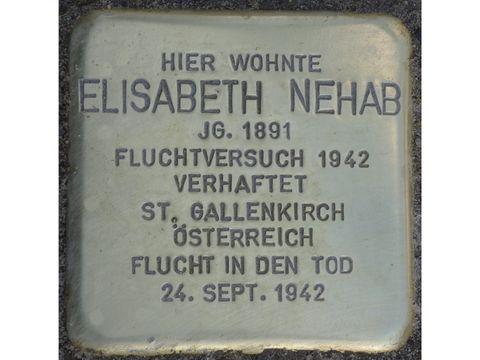 HIER WOHNTE
ELISABETH NEHAB
JG. 1891
FLUCHTVERSUCH 1942
VERHAFTET
ST. GALLENKIRCH
ÖSTERREICH
FLUCHT IN DEN TOD
24. SEPT. 1942